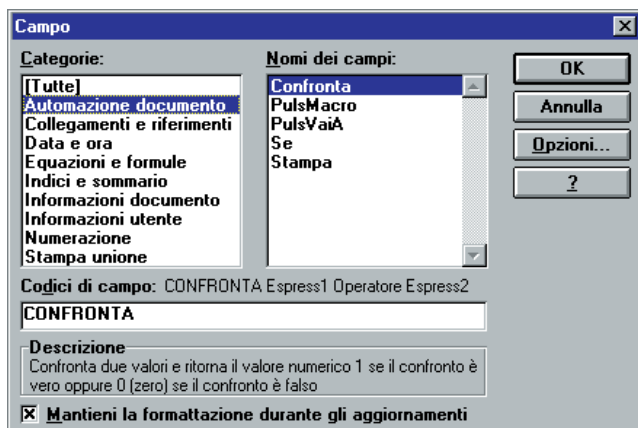 Campo
Categorie:
[Tutte]
Automazione documento
Collegamenti e riferimenti
Data e ora
Equazioni e formule
Indici e sommario
Informazioni documento
Informazioni utente
Numerazione
Stampa unione
Nomi dei campi:
Confronta
PulsMacro
PulsVaiA
Se
Stampa
OK
Annulla
Opzioni...
?
Codici di campo: CONFRONTA Espress1 Operatore Espress2
CONFRONTA
Descrizione
Confronta due valori e ritorna il valore numerico 1 se il confronto è
vero oppure 0 (zero) se il confronto è falso
Mantieni la formattazione durante gli aggiornamenti